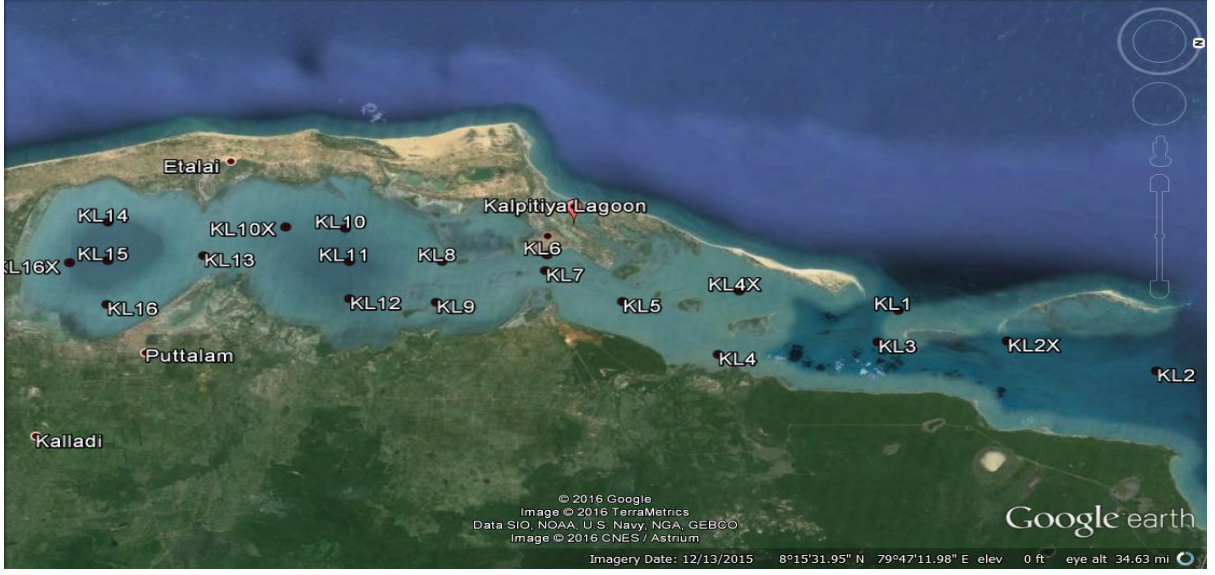 N
Etalai
Kalpitiya Lagoon
KL14
KL10X
KL10
KL6
KL8
KL15
KL16X
KL13
KL11
KL7
KL4X
KL16
KL12
KL9
KL5
KL1
Puttalam
KL4
KL3
KL2X
KL2
Kalladi
© 2016 Google
Image © 2016 TerraMetrics
Data SIO, NOAA, U.S. Navy, NGA, GEBCO
Image © 2016 CNES / Astrium
Google earth
Imagery Date: 12/13/2015 8°15'31.95" N 79°47'11.98" E elev 0 ft eye alt 34.63 mi